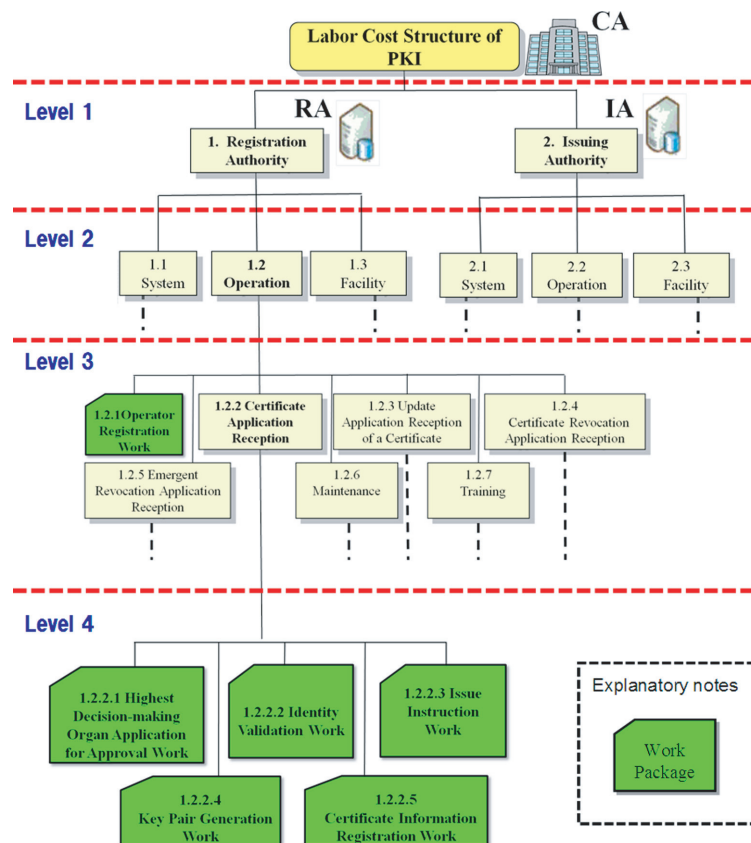 Labor Cost Structure of
PKI
CA
Level 1
RA
IA
1. Registration
Authority
2. Issuing
Authority
Level 2
1.1
System
1.2
Operation
1.3
Facility
2.1
System
2.2
Operation
2.3
Facility
Level 3
1.2.1Operator
Registration
Work
1.2.2 Certificate
Application
Reception
1.2.3 Update
Application Reception
of a Certificate
1.2.4
Certificate Revocation
Application Reception
1.2.5 Emergent
Revocation Application
Reception
1.2.6
Maintenance
1.2.7
Training
Level 4
1.2.2.1 Highest
Decision-making
Organ Application
for Approval Work
1.2.2.2 Identity
Validation Work
1.2.2.3 Issue
Instruction
Work
1.2.2.4
Key Pair Generation
Work
1.2.2.5
Certificate Information
Registration Work
Explanatory notes
Work
Package